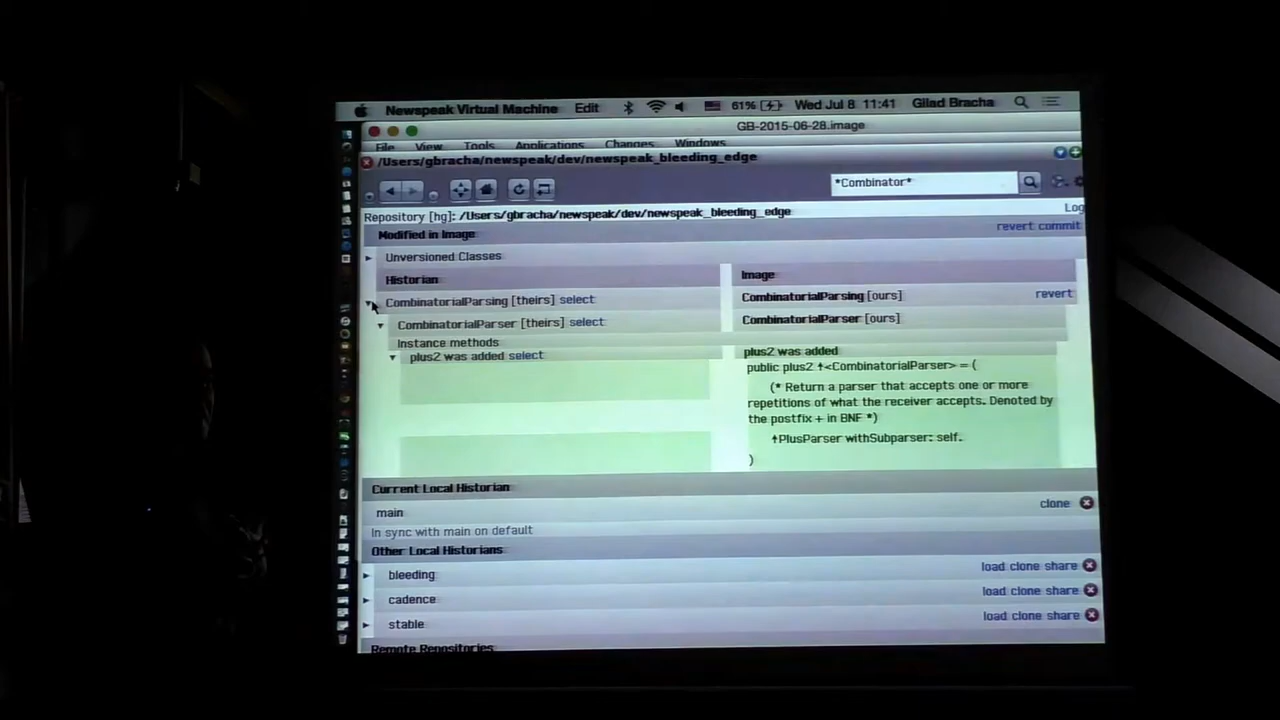 Newspeak Virtual Machine Edit 61% Wed Jul 8 11:41 Gilad Bracha
GB-2015-06-28.image
File View Tools Applications Changes Windows
/Users/gbracha/newspeak/dev/newspeak_bleeding_edge
*Combinator*
Repository [hg]: /Users/gbracha/newspeak/dev/newspeak_bleeding_edge Log
Modified in Image revert commit
Unversioned Classes
Historian Image
CombinatorialParsing [theirs] select CombinatorialParsing [ours] revert
CombinatorialParser [theirs] select CombinatorialParser [ours]
Instance methods
plus2 was added select plus2 was added
public plus2 ↑<CombinatorialParser> = (
(* Return a parser that accepts one or more
repetitions of what the receiver accepts. Denoted by
the postfix + in BNF *)
↑PlusParser withSubparser: self.
)
Current Local Historian
main clone
In sync with main on default
Other Local Historians
bleeding load clone share
cadence load clone share
stable load clone share
Remote Repositories